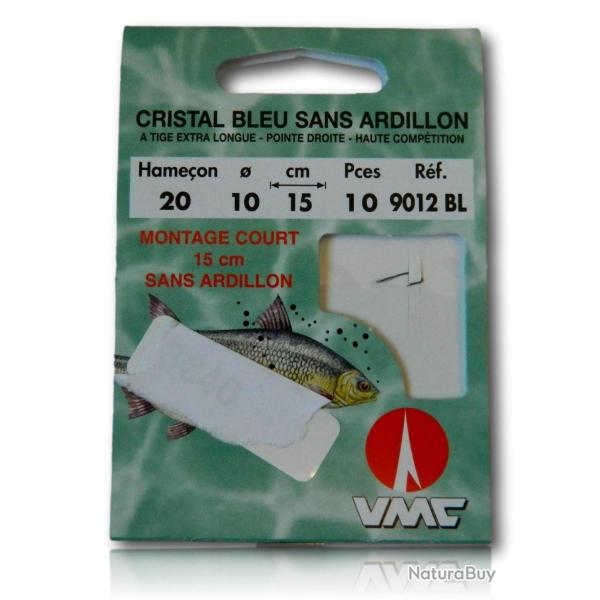 CRISTAL BLEU SANS ARDILLON
A TIGE EXTRA LONGUE - POINTE DROITE - HAUTE COMPÉTITION
Hameçon ø cm Pces Réf.
20 10 15 10 9012 BL
MONTAGE COURT
15 cm
SANS ARDILLON
VMC
NaturaBuy